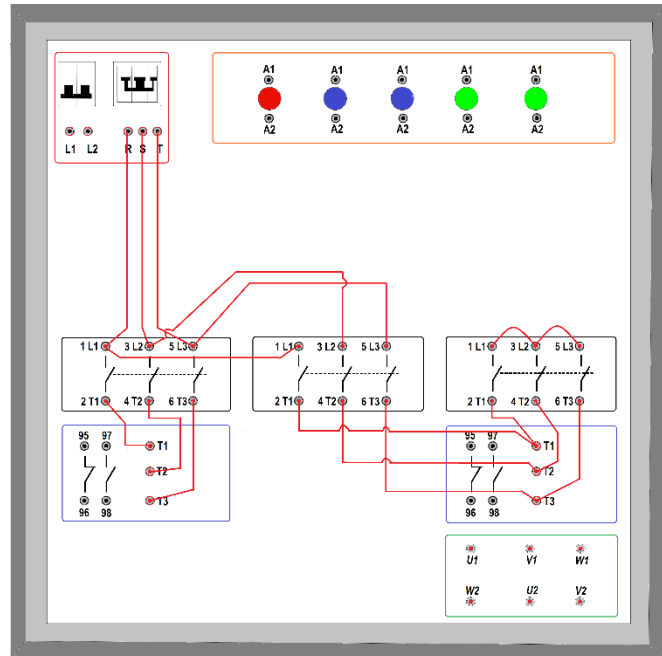 A1 A1 A1 A1 A1
A2 A2 A2 A2 A2
L1 L2 R S T
1 L1 3 L2 5 L3
2 T1 4 T2 6 T3
1 L1 3 L2 5 L3
2 T1 4 T2 6 T3
1 L1 3 L2 5 L3
2 T1 4 T2 6 T3
95 97 T1
T2
96 98 T3
95 97 T1
T2
96 98 T3
U1 V1 W1
W2 U2 V2